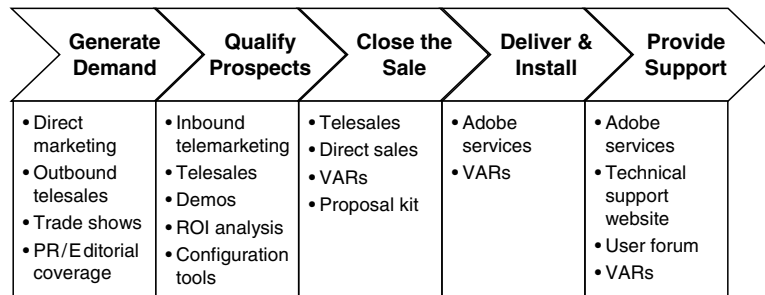 Generate
Demand
Qualify
Prospects
Close the
Sale
Deliver &
Install
Provide
Support
• Direct
marketing
• Outbound
telesales
• Trade shows
• PR/Editorial
coverage
• Inbound
telemarketing
• Telesales
• Demos
• ROI analysis
• Configuration
tools
• Telesales
• Direct sales
• VARs
• Proposal kit
• Adobe
services
• VARs
• Adobe
services
• Technical
support
website
• User forum
• VARs